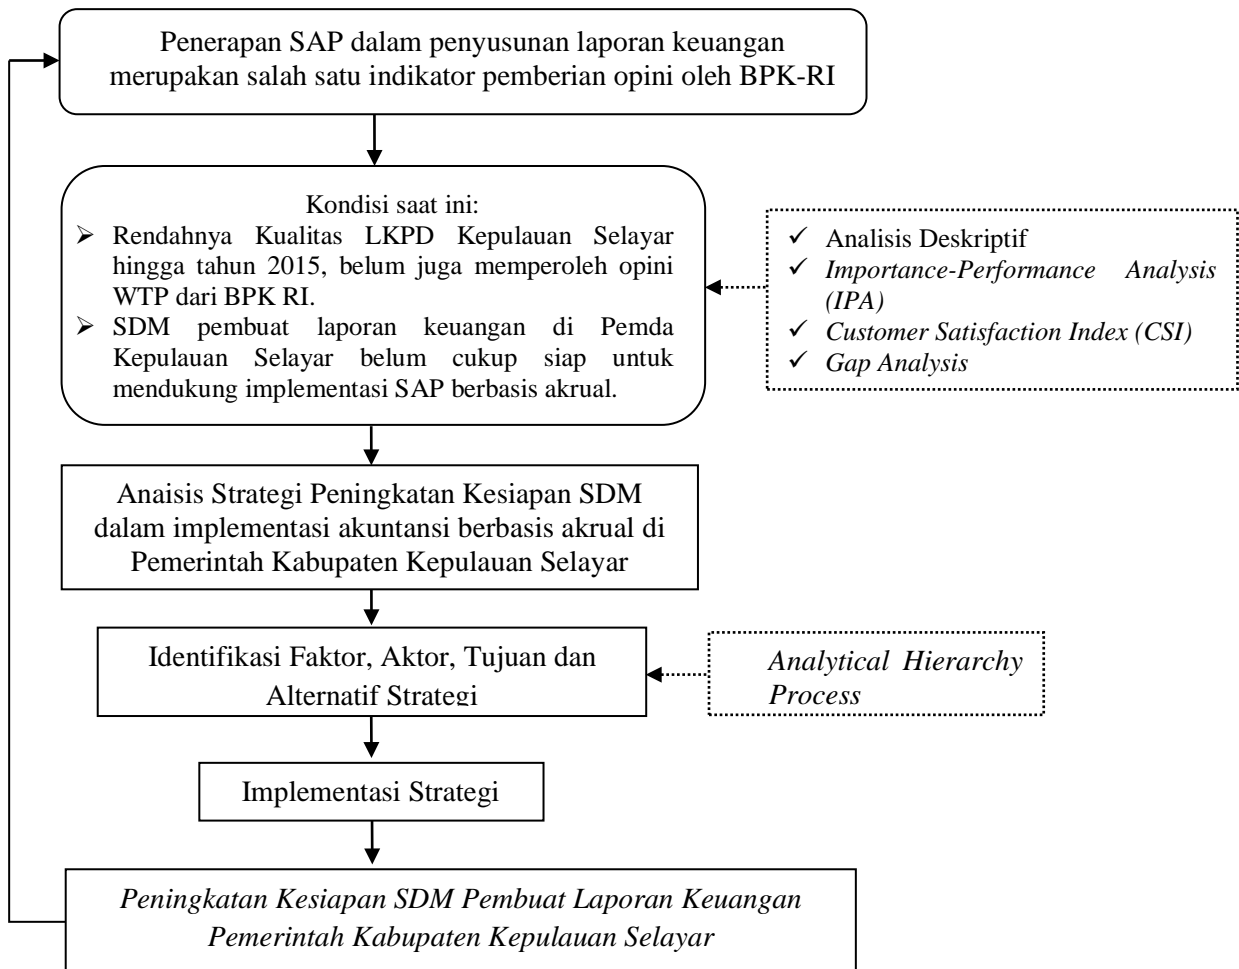 Penerapan SAP dalam penyusunan laporan keuangan
merupakan salah satu indikator pemberian opini oleh BPK-RI
Kondisi saat ini:
➢ Rendahnya Kualitas LKPD Kepulauan Selayar
hingga tahun 2015, belum juga memperoleh opini
WTP dari BPK RI.
➢ SDM pembuat laporan keuangan di Pemda
Kepulauan Selayar belum cukup siap untuk
mendukung implementasi SAP berbasis akrual.
✓ Analisis Deskriptif
✓ Importance-Performance Analysis
(IPA)
✓ Customer Satisfaction Index (CSI)
✓ Gap Analysis
Anaisis Strategi Peningkatan Kesiapan SDM
dalam implementasi akuntansi berbasis akrual di
Pemerintah Kabupaten Kepulauan Selayar
Identifikasi Faktor, Aktor, Tujuan dan
Alternatif Strategi
Analytical Hierarchy
Process
Implementasi Strategi
Peningkatan Kesiapan SDM Pembuat Laporan Keuangan
Pemerintah Kabupaten Kepulauan Selayar